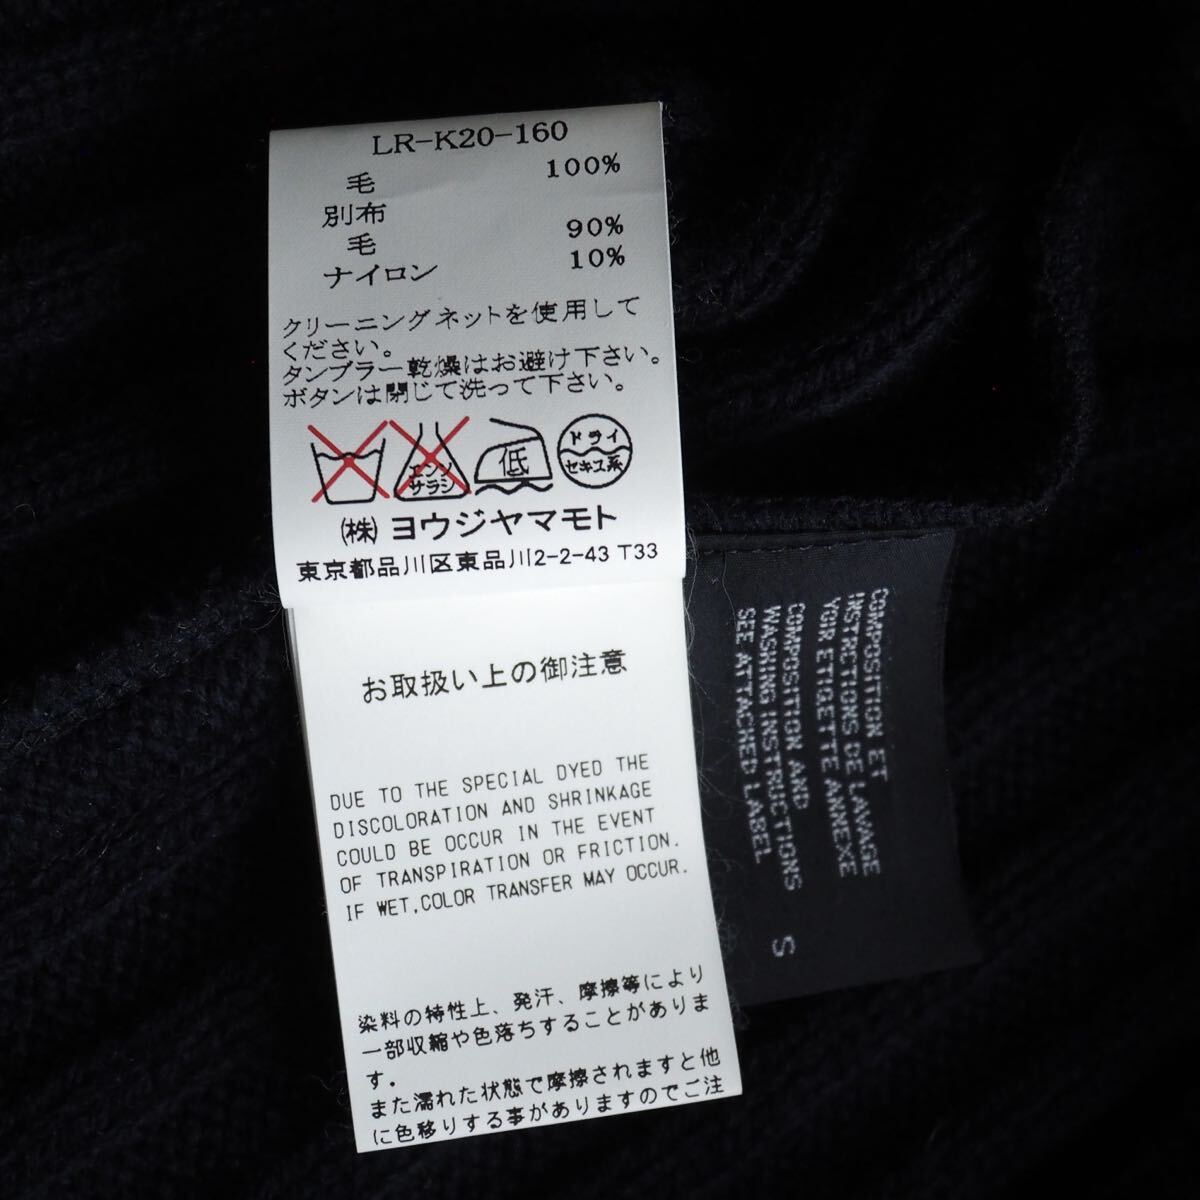 LR-K20-160
毛 100%
別布
毛 90%
ナイロン 10%
クリーニングネットを使用して
ください。
タンブラー乾燥はお避け下さい。
ボタンは閉じて洗って下さい。
エンソ
サラシ
低
ドライ
セキユ系
(株)ヨウジヤマモト
東京都品川区東品川2-2-43 T33
お取扱い上の御注意
DUE TO THE SPECIAL DYED THE
DISCOLORATION AND SHRINKAGE
COULD BE OCCUR IN THE EVENT
OF TRANSPIRATION OR FRICTION.
IF WET,COLOR TRANSFER MAY OCCUR.
染料の特性上、発汗、摩擦等により
一部収縮や色落ちすることがありま
す.
また濡れた状態で摩擦されますと他
に色移りする事がありますのでご注
COMPOSITION ET
INSTRCTIONS DE LAVAGE
VOIR ETIQETTE ANNEXE
COMPOSITION AND
WASHING INSTRUCTIONS
SEE ATTACHED LABEL
S